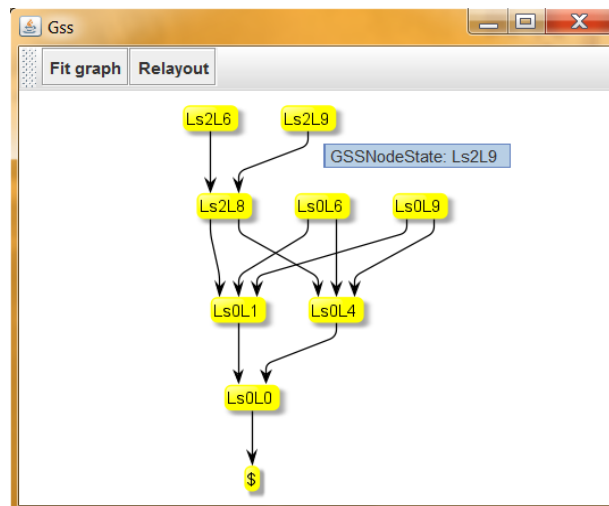 Gss
Fit graph Relayout
Ls2L6 Ls2L9
GSSNodeState: Ls2L9
Ls2L8 Ls0L6 Ls0L9
Ls0L1 Ls0L4
Ls0L0
$